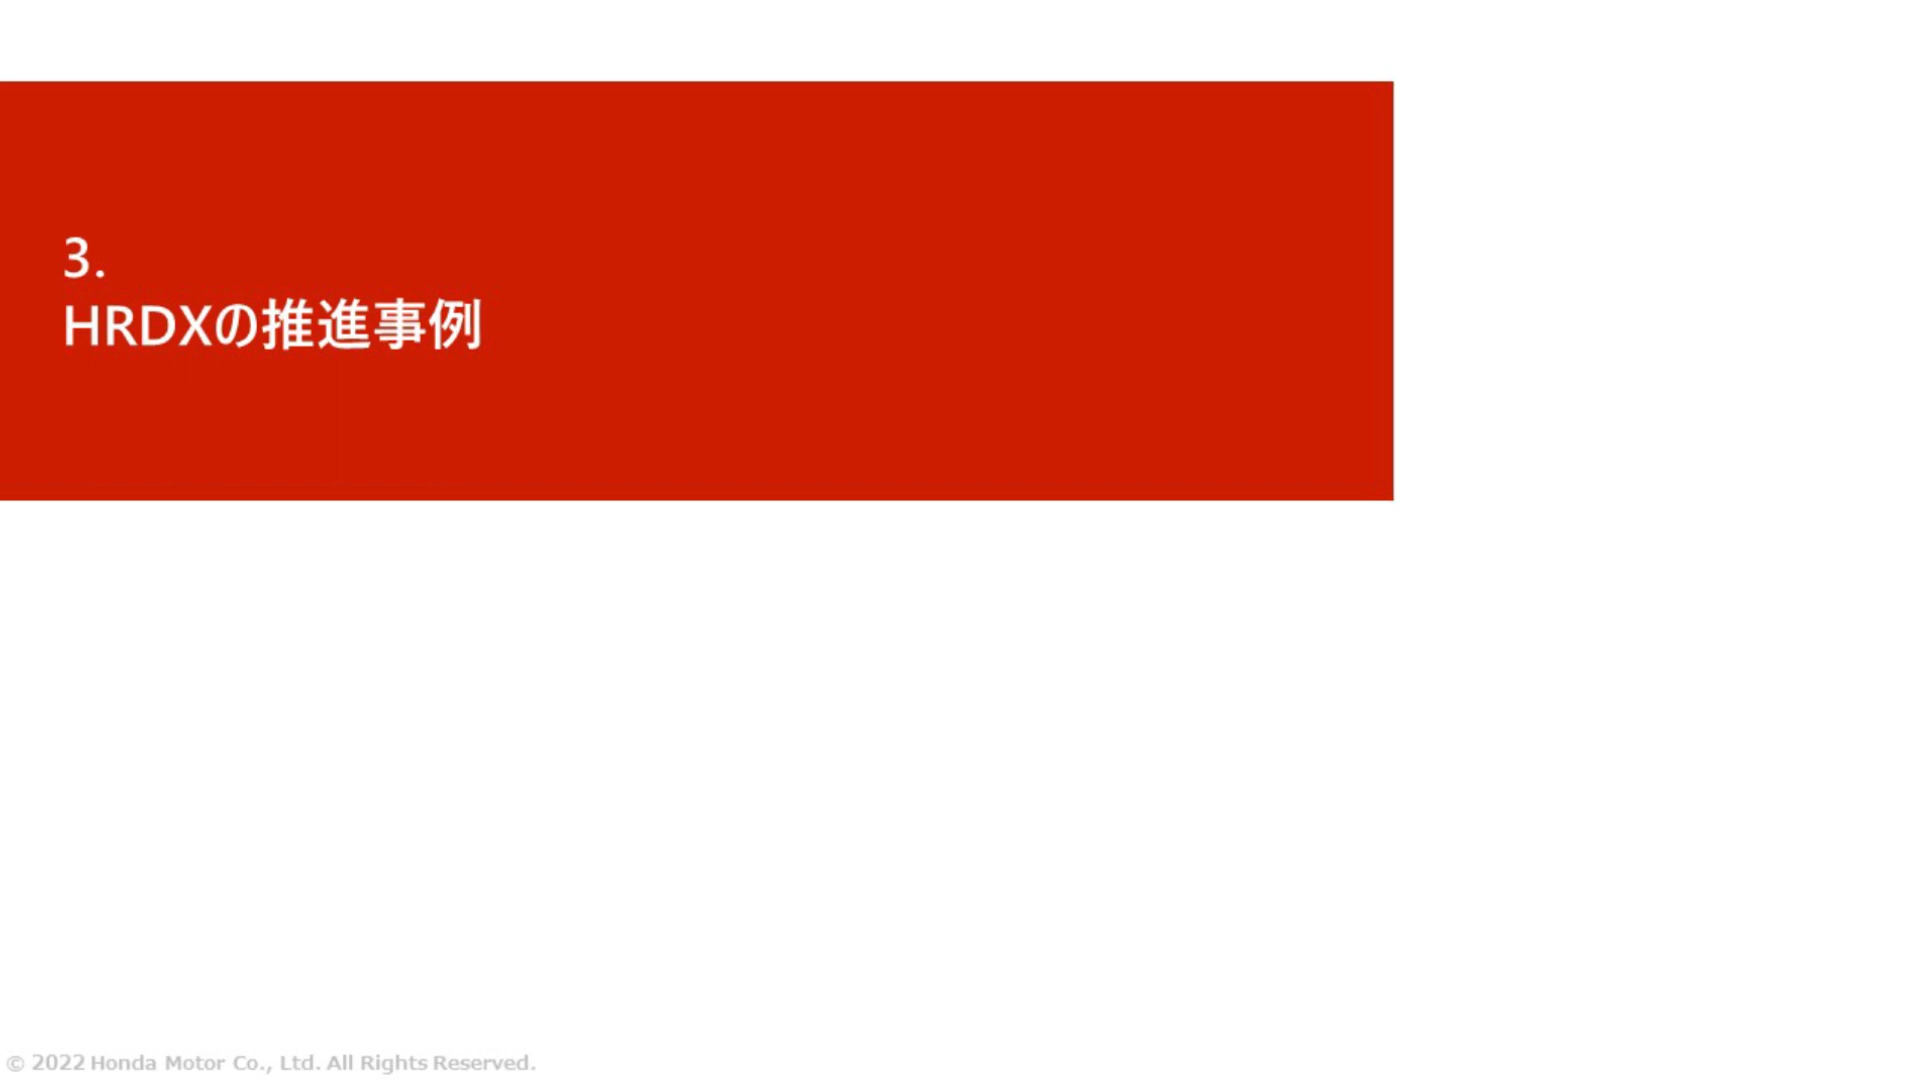 3.
HRDXの推進事例
© 2022 Honda Motor Co., Ltd. All Rights Reserved.